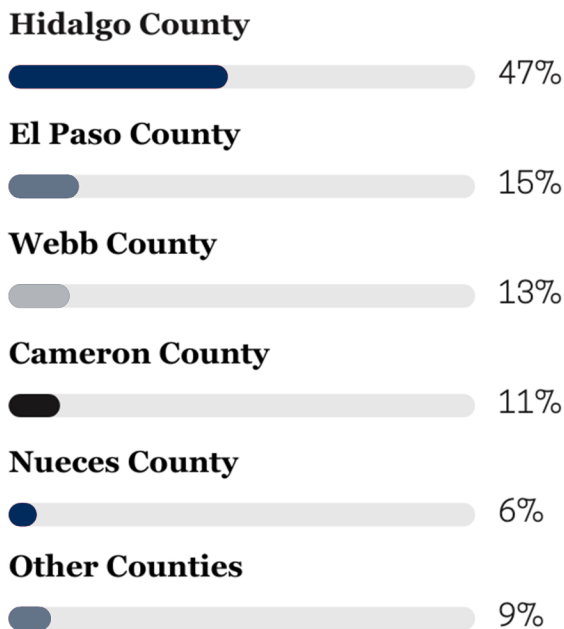 Hidalgo County
47%
El Paso County
15%
Webb County
13%
Cameron County
11%
Nueces County
6%
Other Counties
9%